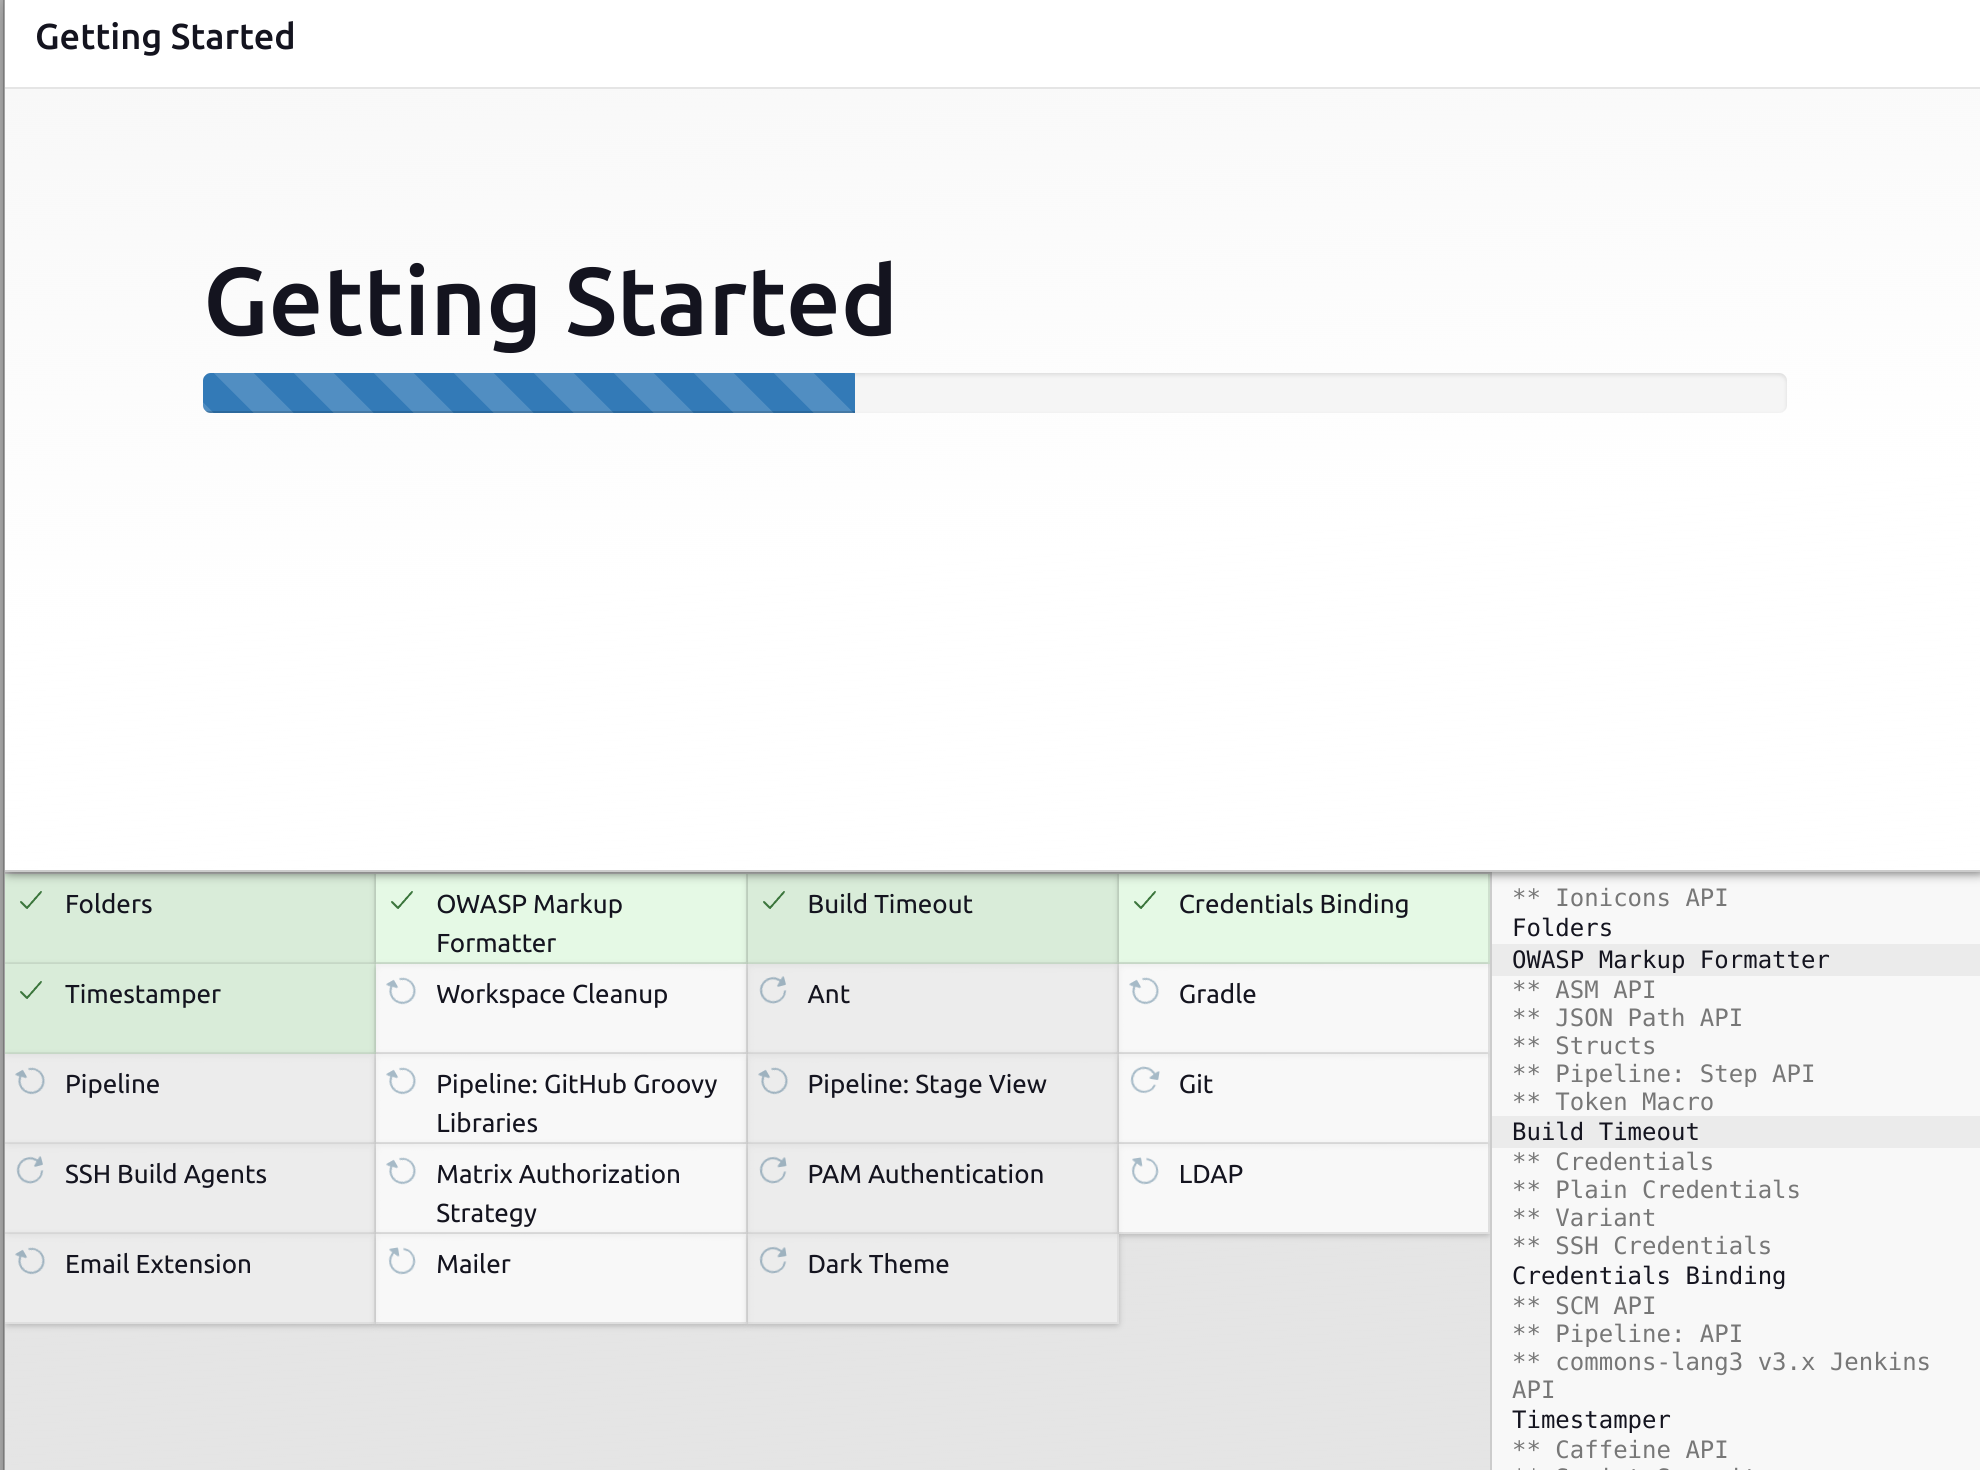 Getting Started
Getting Started
Folders
OWASP Markup
Formatter
Build Timeout
Credentials Binding
Timestamper
Workspace Cleanup
Ant
Gradle
Pipeline
Pipeline: GitHub Groovy
Libraries
Pipeline: Stage View
Git
SSH Build Agents
Matrix Authorization
Strategy
PAM Authentication
LDAP
Email Extension
Mailer
Dark Theme
** Ionicons API
Folders
OWASP Markup Formatter
** ASM API
** JSON Path API
** Structs
** Pipeline: Step API
** Token Macro
Build Timeout
** Credentials
** Plain Credentials
** Variant
** SSH Credentials
Credentials Binding
** SCM API
** Pipeline: API
** commons-lang3 v3.x Jenkins
API
Timestamper
** Caffeine API